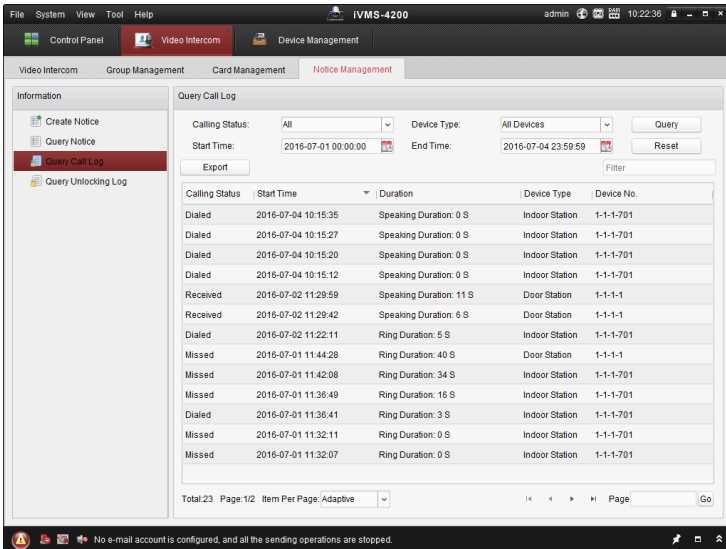 File System View Tool Help iVMS-4200 admin 10:22:36
Control Panel Video Intercom Device Management
Video Intercom Group Management Card Management Notice Management
Information
Create Notice
Query Notice
Query Call Log
Query Unlocking Log
Query Call Log
Calling Status: All Device Type: All Devices Query
Start Time: 2016-07-01 00:00:00 End Time: 2016-07-04 23:59:59 Reset
Export Filter
Calling Status Start Time Duration Device Type Device No.
Dialed 2016-07-04 10:15:35 Speaking Duration: 0 S Indoor Station 1-1-1-701
Dialed 2016-07-04 10:15:27 Speaking Duration: 0 S Indoor Station 1-1-1-701
Dialed 2016-07-04 10:15:20 Speaking Duration: 0 S Indoor Station 1-1-1-701
Dialed 2016-07-04 10:15:12 Speaking Duration: 0 S Indoor Station 1-1-1-701
Received 2016-07-02 11:29:59 Speaking Duration: 11 S Door Station 1-1-1-1
Received 2016-07-02 11:29:42 Speaking Duration: 6 S Door Station 1-1-1-1
Dialed 2016-07-02 11:22:11 Ring Duration: 5 S Indoor Station 1-1-1-701
Missed 2016-07-01 11:44:28 Ring Duration: 40 S Door Station 1-1-1-1
Missed 2016-07-01 11:42:08 Ring Duration: 34 S Indoor Station 1-1-1-701
Missed 2016-07-01 11:36:49 Ring Duration: 16 S Indoor Station 1-1-1-701
Dialed 2016-07-01 11:36:41 Ring Duration: 3 S Indoor Station 1-1-1-701
Missed 2016-07-01 11:32:11 Ring Duration: 0 S Indoor Station 1-1-1-701
Missed 2016-07-01 11:32:07 Ring Duration: 0 S Indoor Station 1-1-1-701
Total:23 Page:1/2 Item Per Page: Adaptive Page Go
No e-mail account is configured, and all the sending operations are stopped.